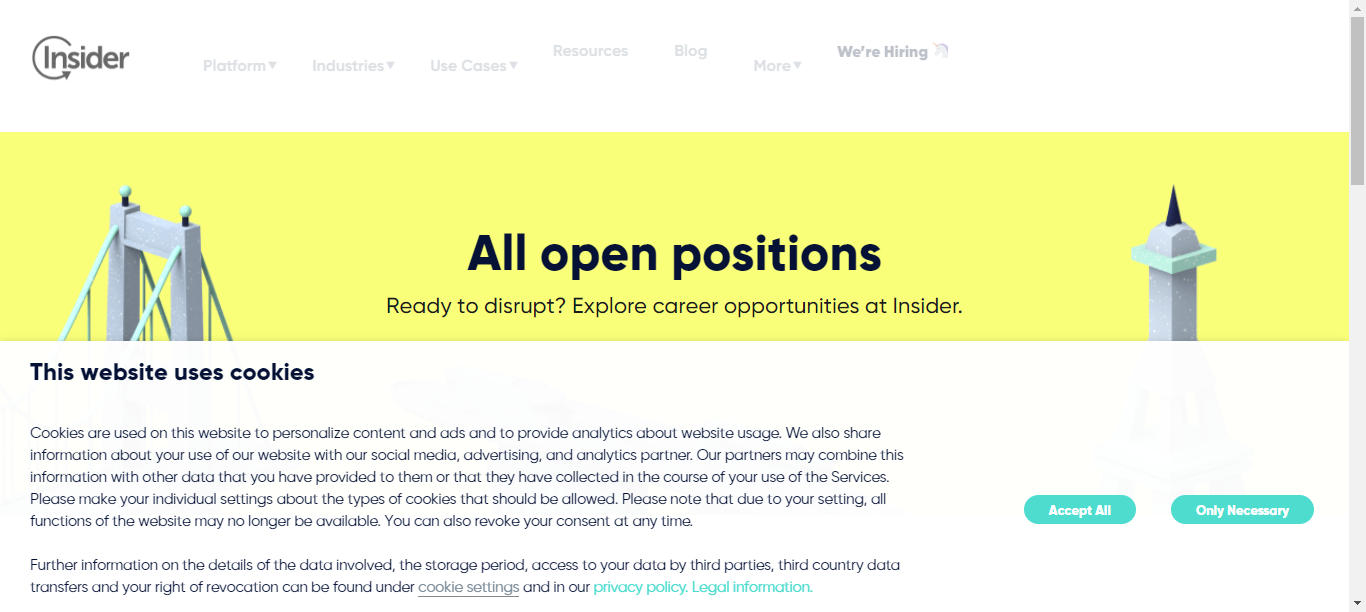 Insider
Platform▼
Industries▼
Use Cases▼
Resources
Blog
More▼
We're Hiring 🦄
All open positions
Ready to disrupt? Explore career opportunities at Insider.
This website uses cookies
Cookies are used on this website to personalize content and ads and to provide analytics about website usage. We also share
information about your use of our website with our social media, advertising, and analytics partner. Our partners may combine this
information with other data that you have provided to them or that they have collected in the course of your use of the Services.
Please make your individual settings about the types of cookies that should be allowed. Please note that due to your setting, all
functions of the website may no longer be available. You can also revoke your consent at any time.
Further information on the details of the data involved, the storage period, access to your data by third parties, third country data
transfers and your right of revocation can be found under cookie settings and in our privacy policy. Legal information.
Accept All
Only Necessary